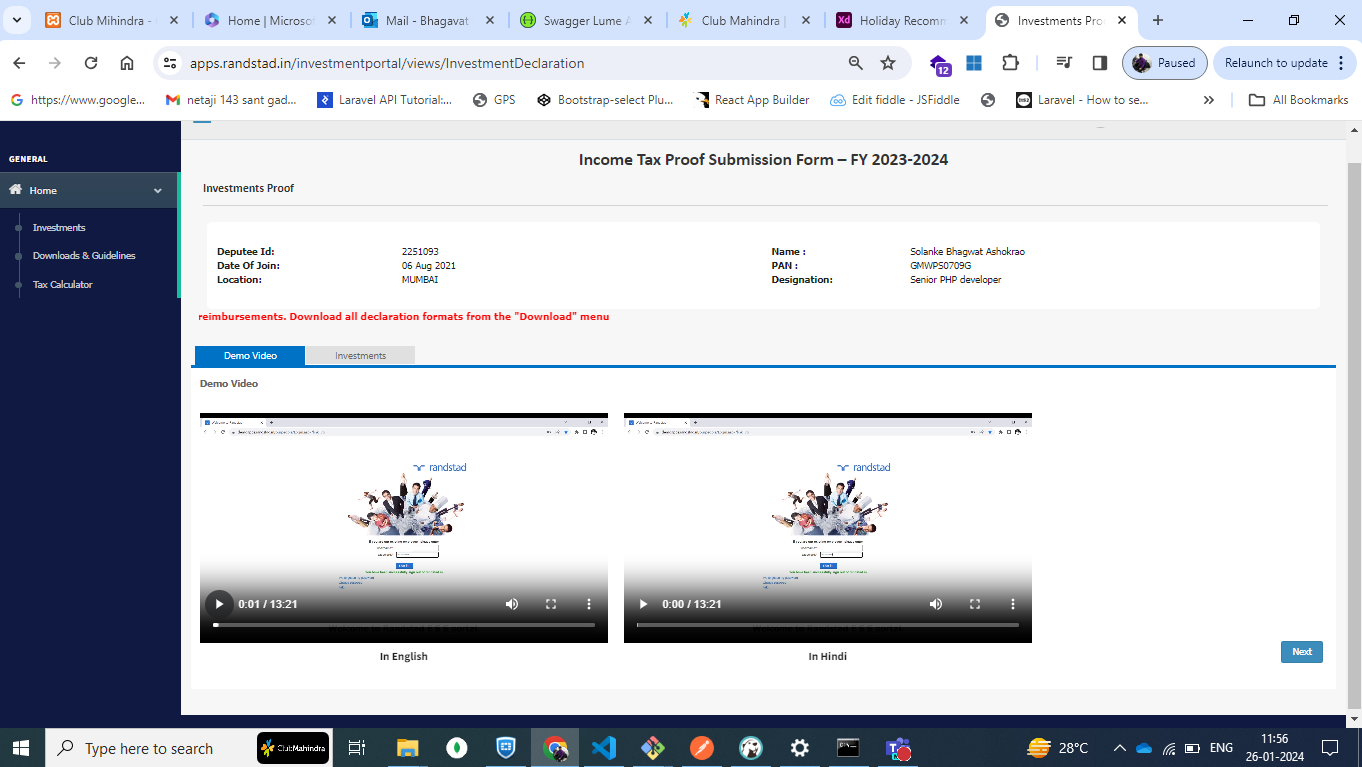 Club Mihindra -
Home | Microsof
Mail - Bhagavat
Swagger Lume A
Club Mahindra |
Holiday Recomm
Investments Pro
apps.randstad.in/investmentportal/views/InvestmentDeclaration
12
Paused
Relaunch to update
https://www.google...
netaji 143 sant gad...
Laravel API Tutorial:...
GPS
Bootstrap-select Plu...
React App Builder
Edit fiddle - JSFiddle
Laravel - How to se...
All Bookmarks
GENERAL
Home
Investments
Downloads & Guidelines
Tax Calculator
Income Tax Proof Submission Form – FY 2023-2024
Investments Proof
Deputee Id: 2251093 Name : Solanke Bhagwat Ashokrao
Date Of Join: 06 Aug 2021 PAN : GMWPS0709G
Location: MUMBAI Designation: Senior PHP developer
reimbursements. Download all declaration formats from the "Download" menu
Demo Video Investments
Demo Video
randstad
randstad
0:01 / 13:21
0:00 / 13:21
In English
In Hindi
Next
Type here to search
Club Mahindra
28°C
ENG
11:56
26-01-2024